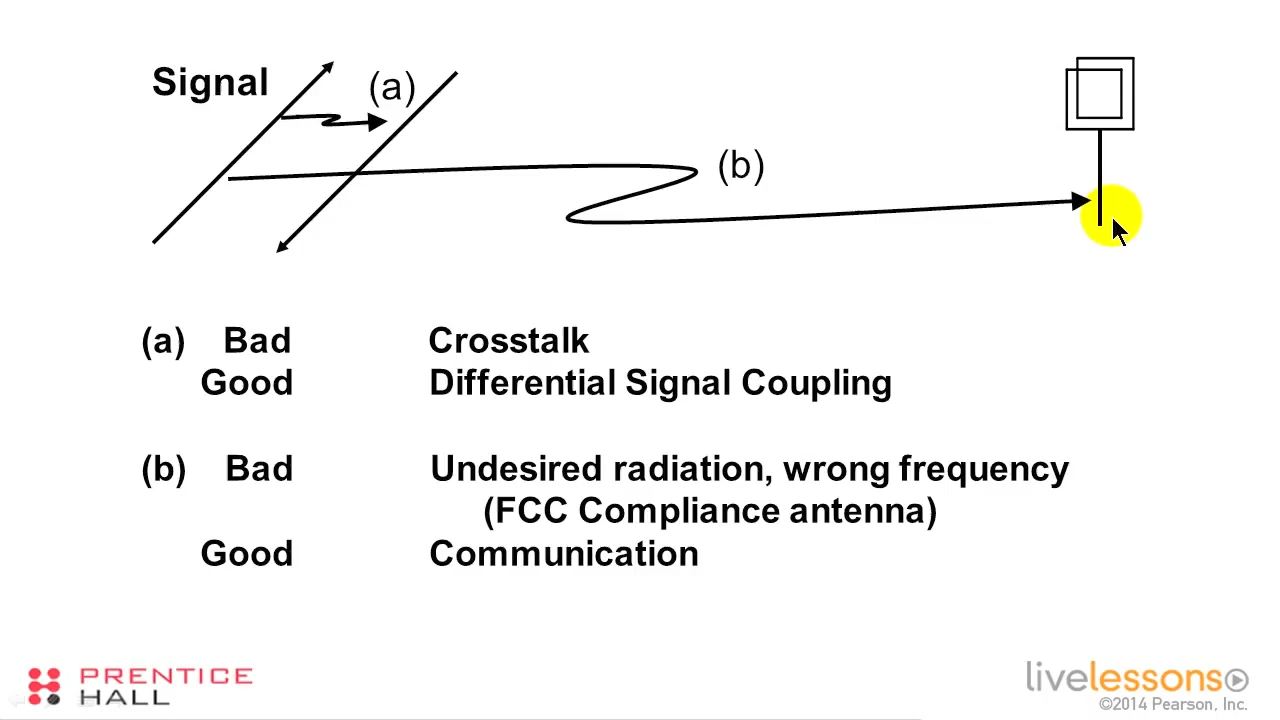 Signal
(a)
(b)
(a) Bad Crosstalk
Good Differential Signal Coupling
(b) Bad Undesired radiation, wrong frequency
(FCC Compliance antenna)
Good Communication
PRENTICE
HALL
livelessons
©2014 Pearson, Inc.